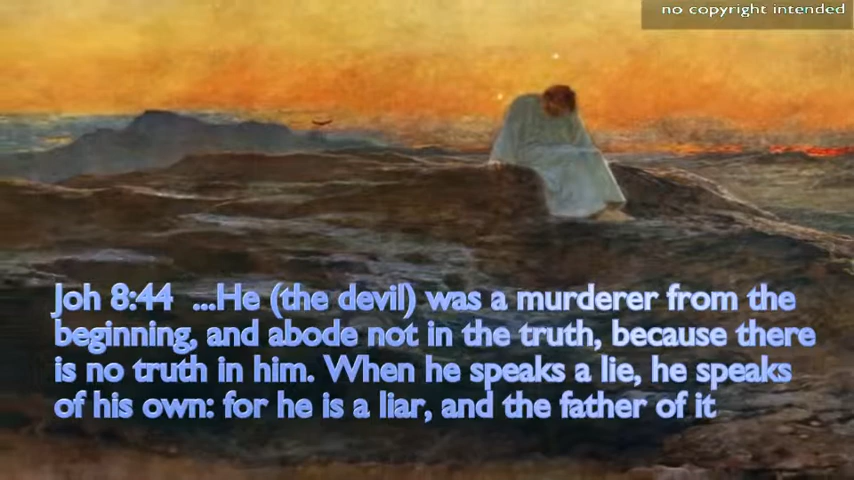 no copyright intended
Joh 8:44 ...He (the devil) was a murderer from the
beginning, and abode not in the truth, because there
is no truth in him. When he speaks a lie, he speaks
of his own: for he is a liar, and the father of it